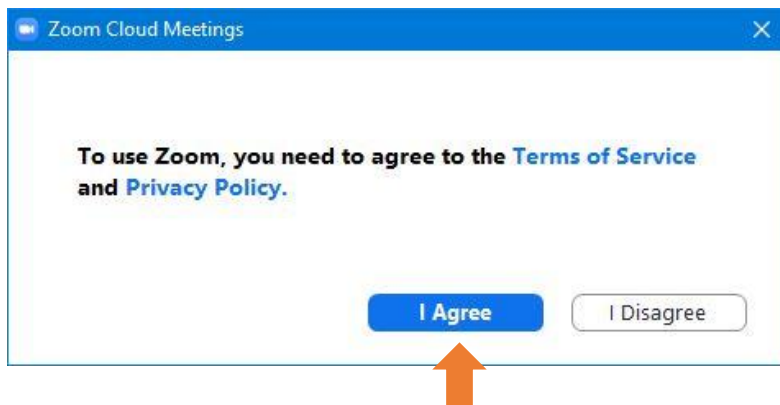 Zoom Cloud Meetings
To use Zoom, you need to agree to the Terms of Service
and Privacy Policy.
I Agree
I Disagree